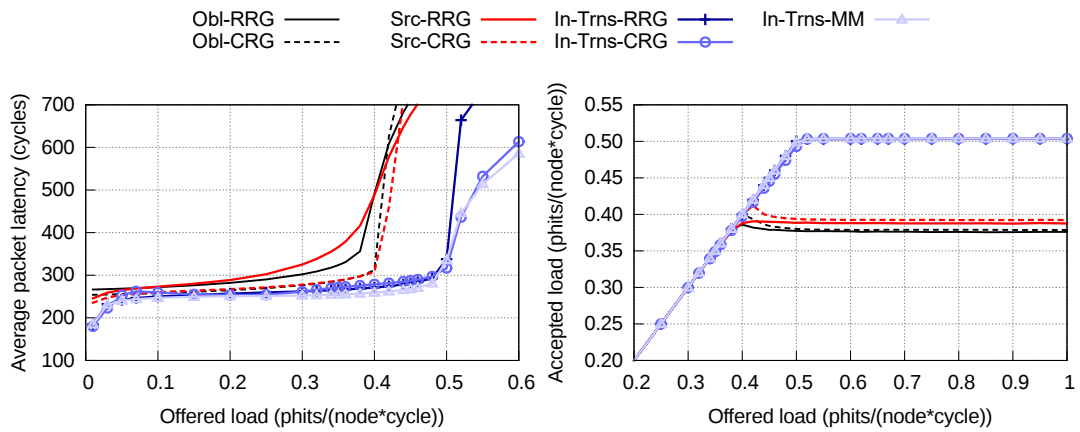 Obl-RRG
Src-RRG
In-Trns-RRG
In-Trns-MM
Obl-CRG
Src-CRG
In-Trns-CRG
Average packet latency (cycles)
700
600
500
400
300
200
100
0
0.1
0.2
0.3
0.4
0.5
0.6
Offered load (phits/(node*cycle))
Accepted load (phits/(node*cycle))
0.55
0.50
0.45
0.40
0.35
0.30
0.25
0.20
0.2
0.3
0.4
0.5
0.6
0.7
0.8
0.9
1
Offered load (phits/(node*cycle))